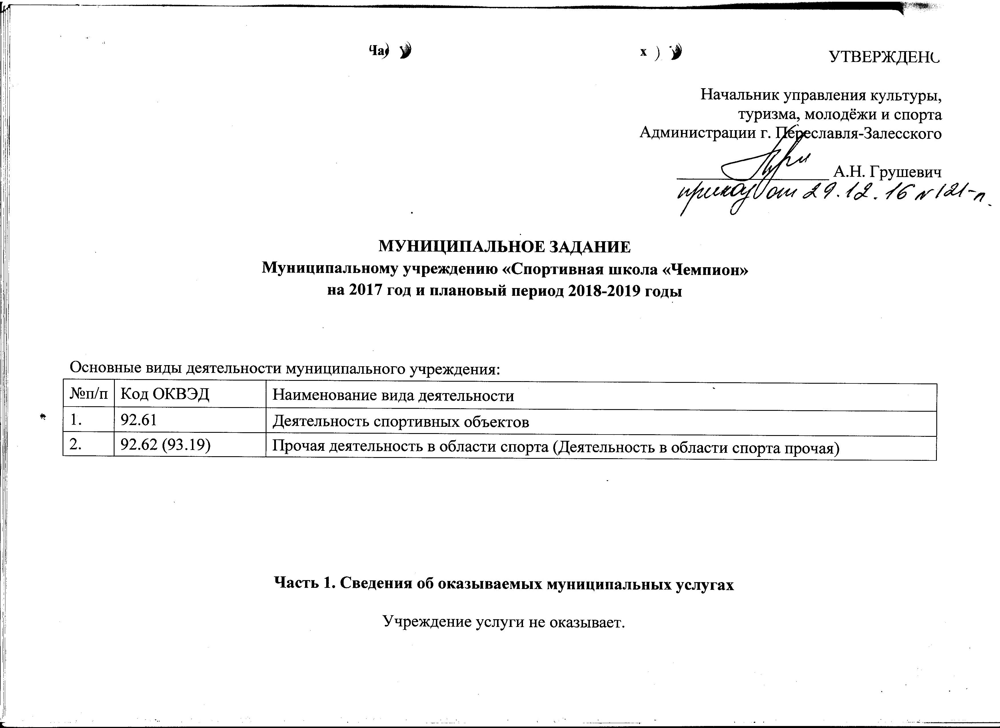 Ча
х
УТВЕРЖДЕНО
Начальник управления культуры,
туризма, молодёжи и спорта
Администрации г. Переславля-Залесского
А.Н. Грушевич
приказ от 29.12.16 № 121-п.
МУНИЦИПАЛЬНОЕ ЗАДАНИЕ
Муниципальному учреждению «Спортивная школа «Чемпион»
на 2017 год и плановый период 2018-2019 годы
Основные виды деятельности муниципального учреждения:
№п/п Код ОКВЭД Наименование вида деятельности
1. 92.61 Деятельность спортивных объектов
2. 92.62 (93.19) Прочая деятельность в области спорта (Деятельность в области спорта прочая)
Часть 1. Сведения об оказываемых муниципальных услугах
Учреждение услуги не оказывает.